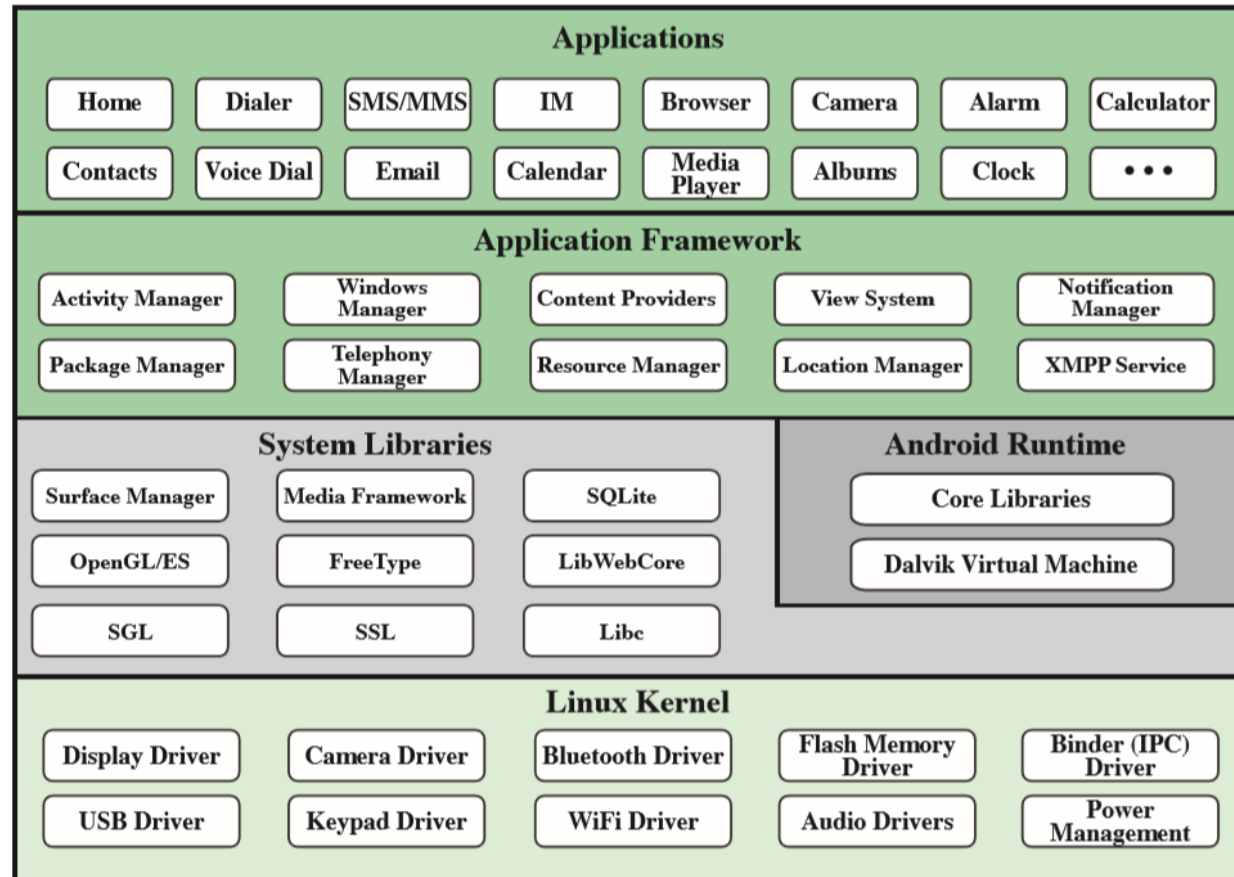 Applications
Home Dialer SMS/MMS IM Browser Camera Alarm Calculator
Contacts Voice Dial Email Calendar Media Player Albums Clock •••
Application Framework
Activity Manager Windows Manager Content Providers View System Notification Manager
Package Manager Telephony Manager Resource Manager Location Manager XMPP Service
System Libraries
Surface Manager Media Framework SQLite
OpenGL/ES FreeType LibWebCore
SGL SSL Libc
Android Runtime
Core Libraries
Dalvik Virtual Machine
Linux Kernel
Display Driver Camera Driver Bluetooth Driver Flash Memory Driver Binder (IPC) Driver
USB Driver Keypad Driver WiFi Driver Audio Drivers Power Management